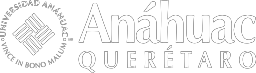 UNIVERSIDAD ANÁHUAC
VINCE IN BONO MALUM
Anáhuac
QUERÉTARO